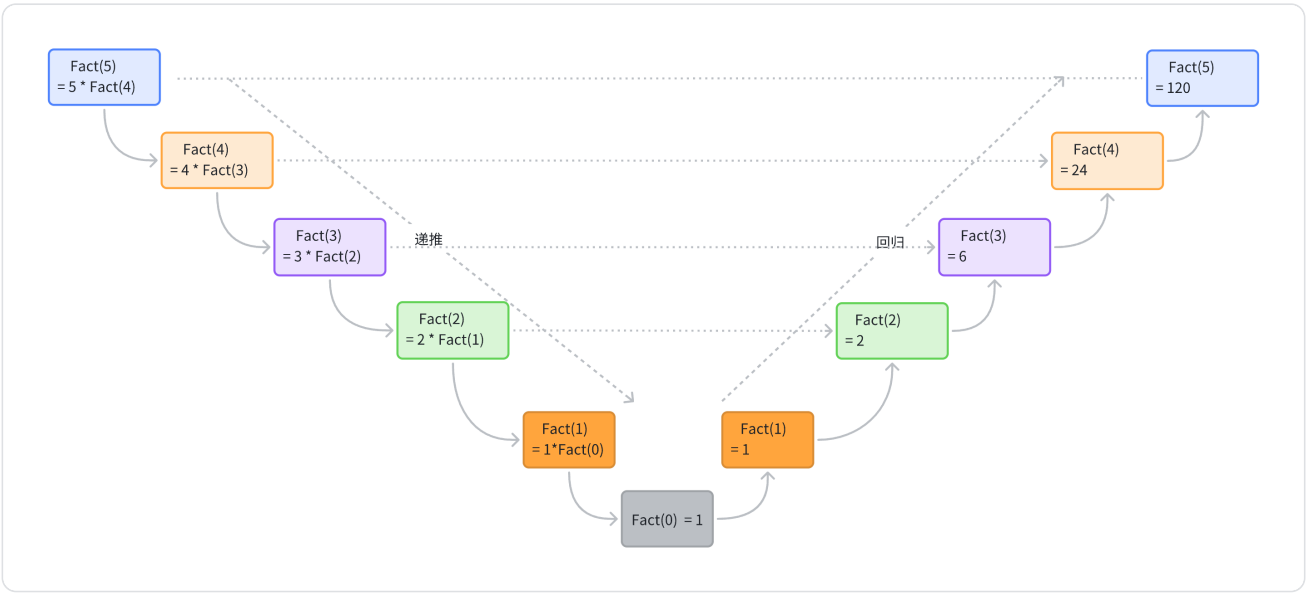 Fact(5)
= 5 * Fact(4)
Fact(5)
= 120
Fact(4)
= 4 * Fact(3)
Fact(4)
= 24
Fact(3)
= 3 * Fact(2)
递推
回归
Fact(3)
= 6
Fact(2)
= 2 * Fact(1)
Fact(2)
= 2
Fact(1)
= 1*Fact(0)
Fact(1)
= 1
Fact(0) = 1